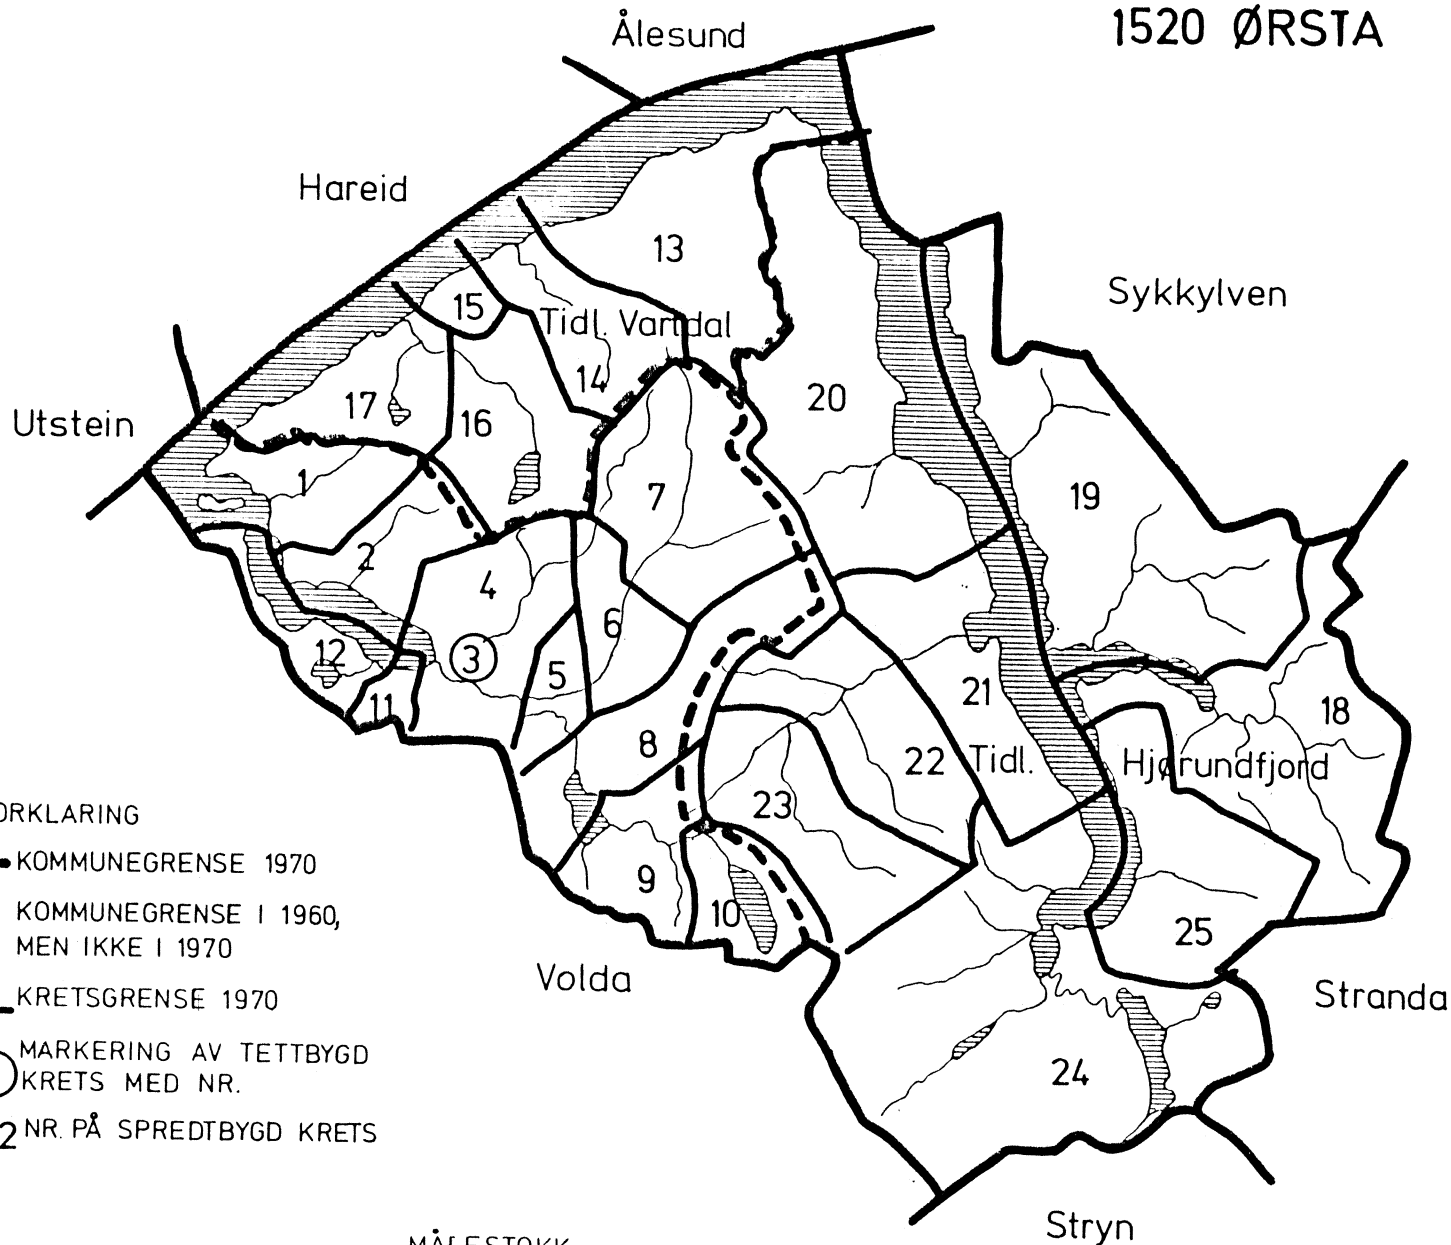 1520 ØRSTA
Ålesund
Hareid
13
Sykkylven
15
Tidl. Vartdal
14
20
17
16
Utstein
1
7
19
2
4
6
12
3
5
21
11
18
8
22
Tidl.
Hjørundfjord
23
ORKLARING
KOMMUNEGRENSE 1970
9
10
KOMMUNEGRENSE I 1960,
MEN IKKE I 1970
25
Volda
KRETSGRENSE 1970
Stranda
MARKERING AV TETTBYGD
KRETS MED NR.
24
2 NR. PÅ SPREDTBYGD KRETS
Stryn
MÅLESTOKK